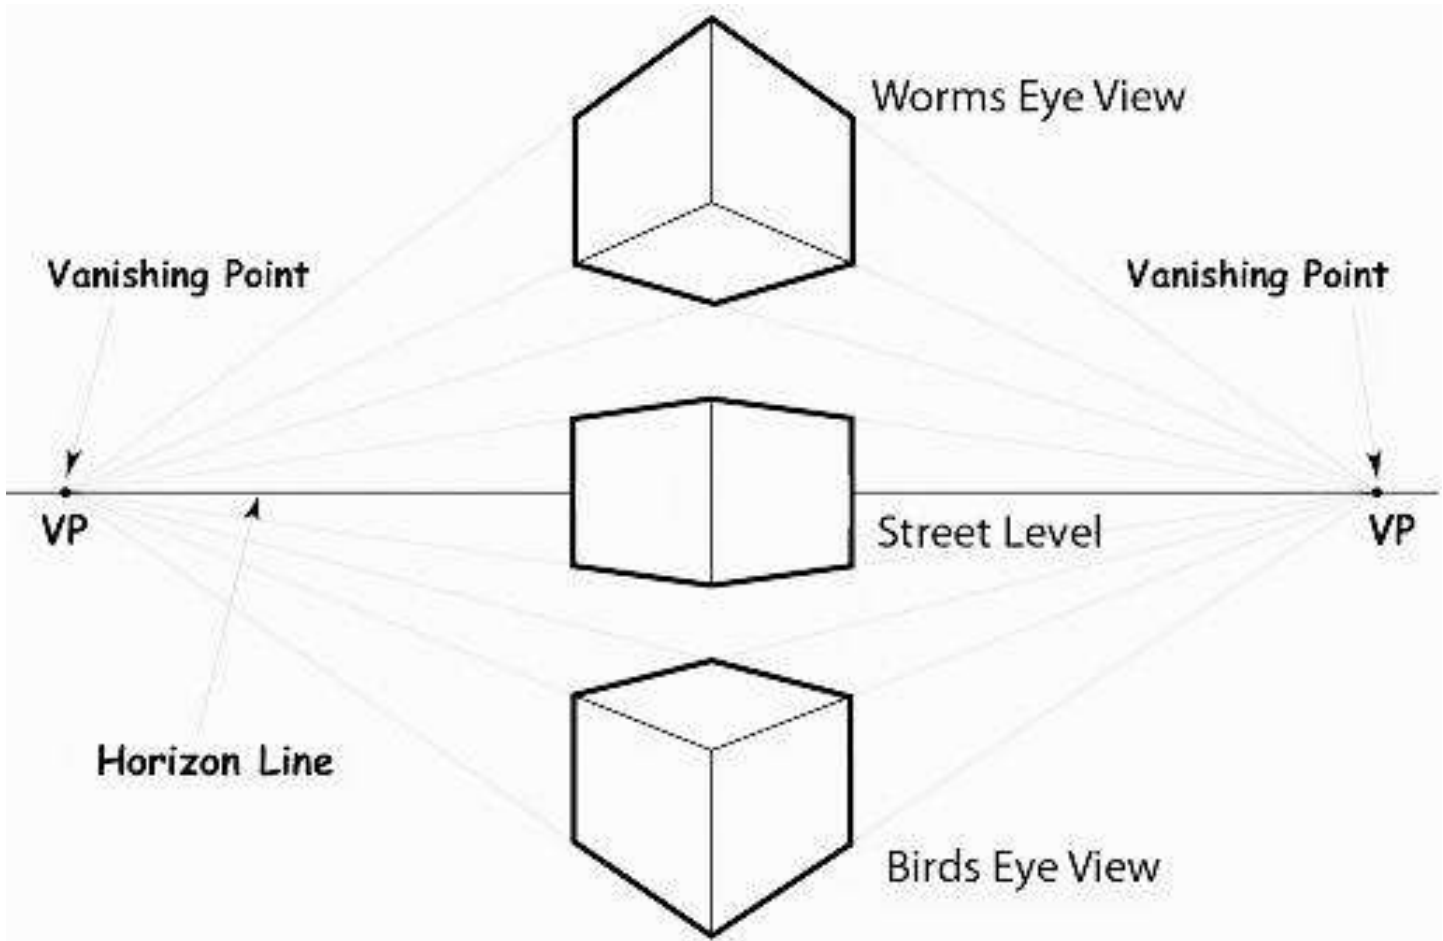 Worms Eye View
Vanishing Point
Vanishing Point
VP
Street Level
VP
Horizon Line
Birds Eye View